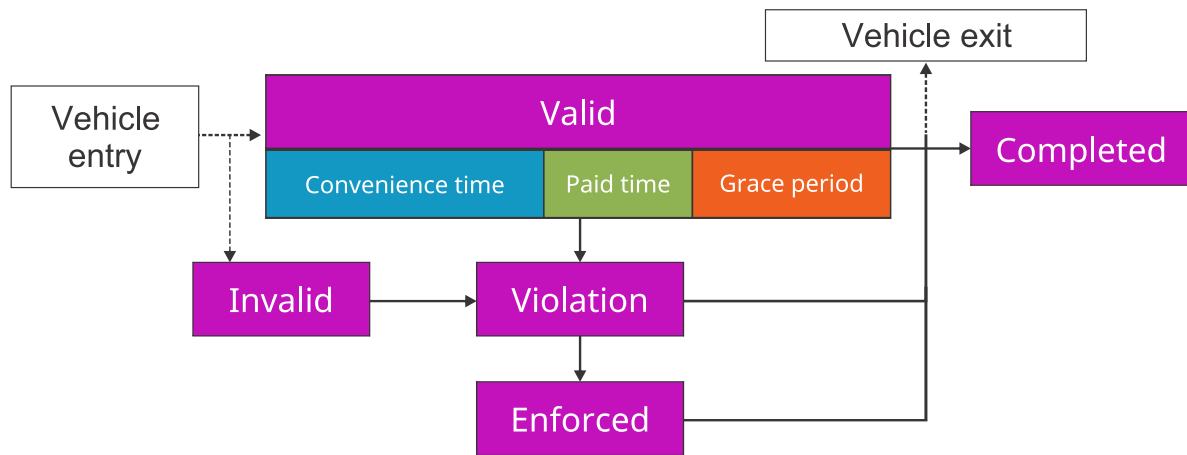 Vehicle exit
Vehicle
entry
Valid
Completed
Convenience time
Paid time
Grace period
Invalid
Violation
Enforced